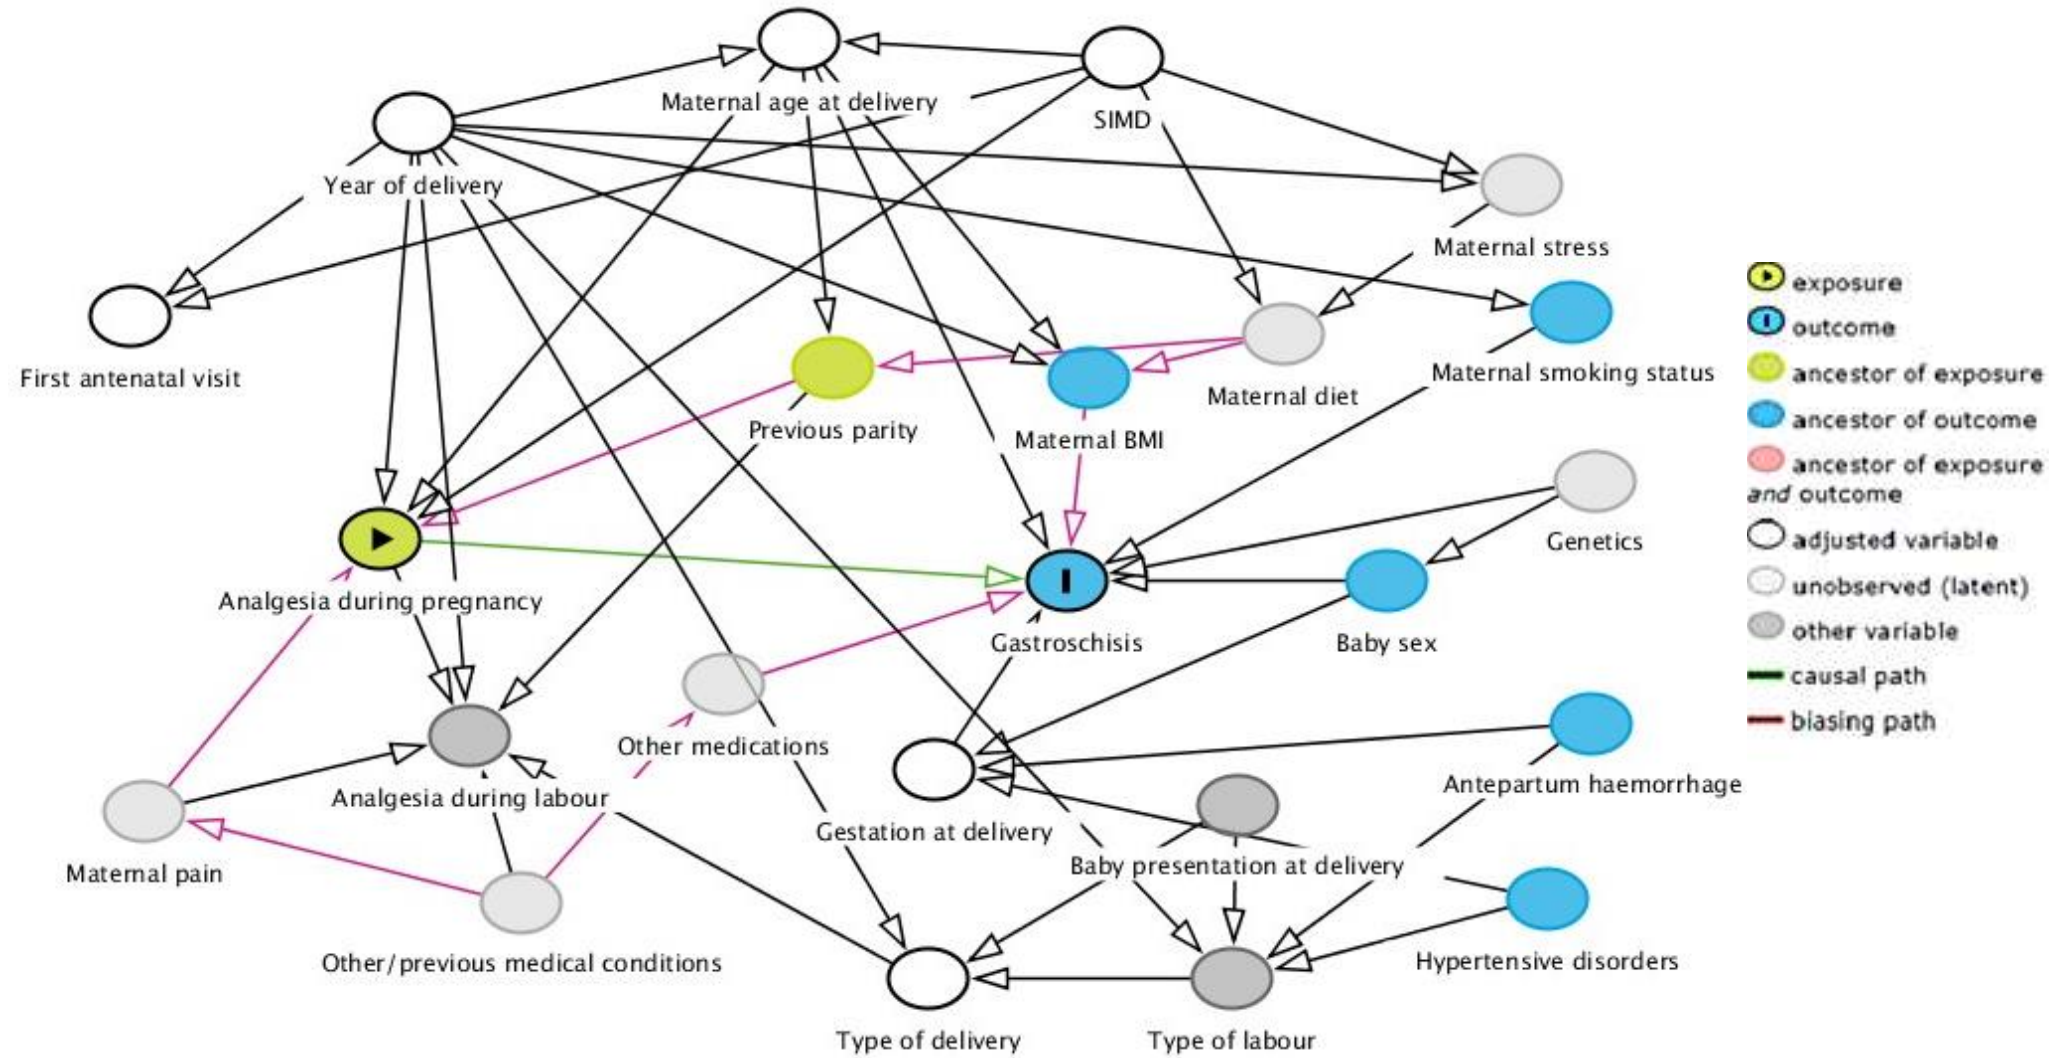 Maternal age at delivery
SIMD
Year of delivery
Maternal stress
First antenatal visit
Maternal smoking status
Maternal diet
Previous parity
Maternal BMI
Genetics
Analgesia during pregnancy
Gastroschisis
Baby sex
Other medications
Antepartum haemorrhage
Analgesia during labour
Gestation at delivery
Baby presentation at delivery
Maternal pain
Other/previous medical conditions
Hypertensive disorders
Type of delivery
Type of labour
exposure
outcome
ancestor of exposure
ancestor of outcome
ancestor of exposure
and outcome
adjusted variable
unobserved (latent)
other variable
causal path
biasing path